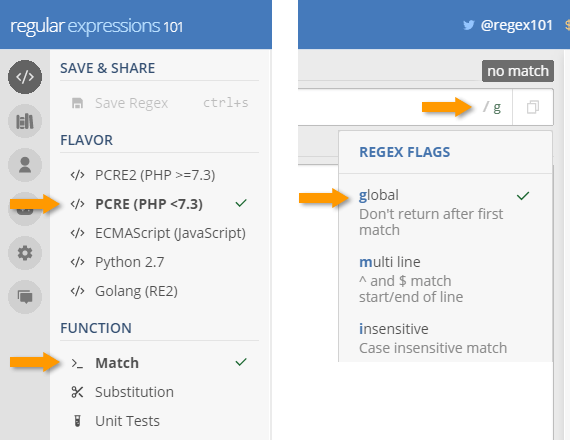 regular expressions 101
SAVE & SHARE
Save Regex ctrl+s
FLAVOR
</> PCRE2 (PHP >=7.3)
</> PCRE (PHP <7.3)
</> ECMAScript (JavaScript)
</> Python 2.7
</> Golang (RE2)
FUNCTION
>_ Match
Substitution
Unit Tests
@regex101 $
no match
/ g
REGEX FLAGS
global
Don't return after first
match
multi line
^ and $ match
start/end of line
insensitive
Case insensitive match